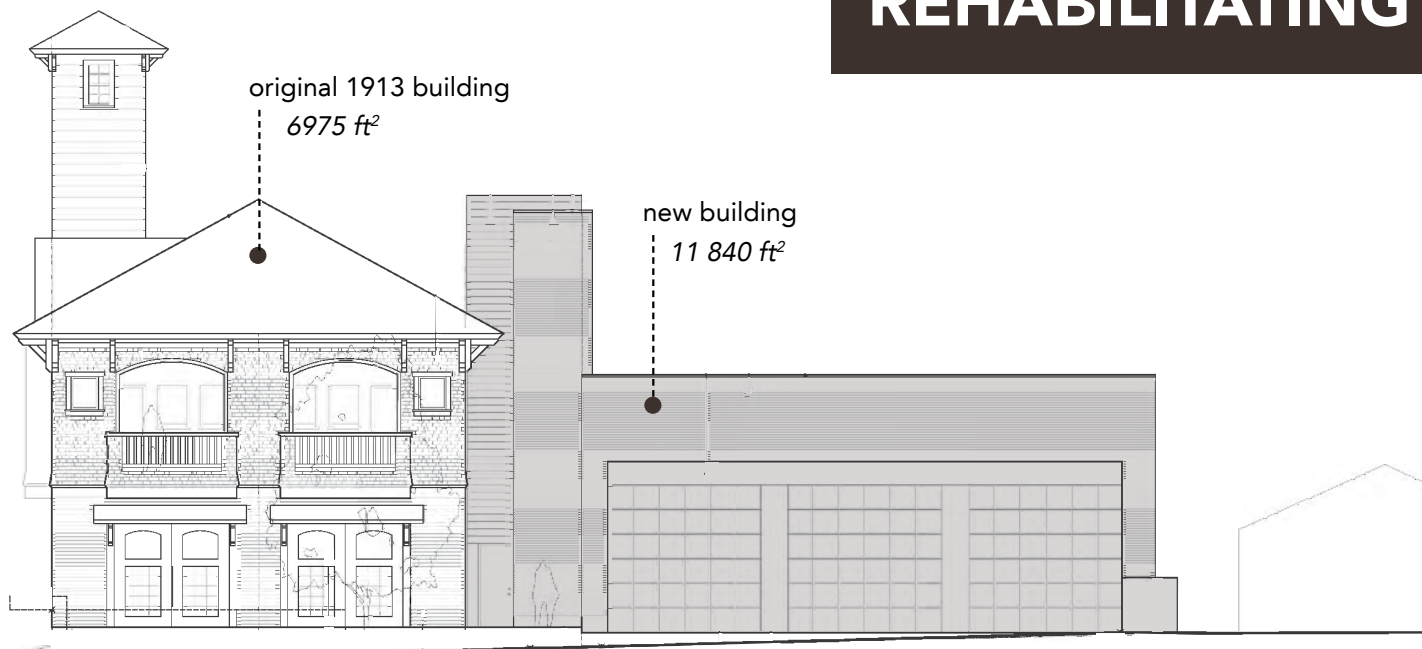 REHABILITATING
original 1913 building
6975 ft²
new building
11 840 ft²